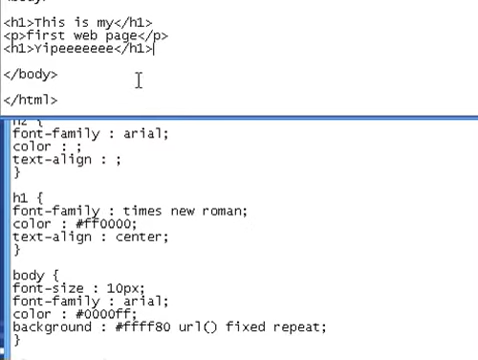 <body>
<h1>This is my</h1>
<p>first web page</p>
<h1>Yipeeeeeee</h1>
</body>
</html>
h2 {
font-family : arial;
color : ;
text-align : ;
}
h1 {
font-family : times new roman;
color : #ff0000;
text-align : center;
}
body {
font-size : 10px;
font-family : arial;
color : #0000ff;
background : #ffff80 url() fixed repeat;
}